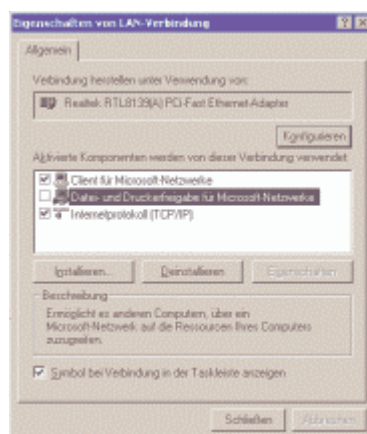 Eigenschaften von LAN-Verbindung
Allgemein
Verbindung herstellen unter Verwendung von:
Realtek RTL8139(A) PCI-Fast Ethernet-Adapter
Konfigurieren
Aktivierte Komponenten werden von dieser Verbindung verwendet
Client für Microsoft-Netzwerke
Datei- und Druckerfreigabe für Microsoft-Netzwerke
Internetprotokoll (TCP/IP)
Installieren... Deinstallieren Eigenschaften
Beschreibung
Ermöglicht es anderen Computern, über ein
Microsoft-Netzwerk auf die Ressourcen Ihres Computers
zuzugreifen.
Symbol bei Verbindung in der Taskleiste anzeigen
Schließen Abbrechen